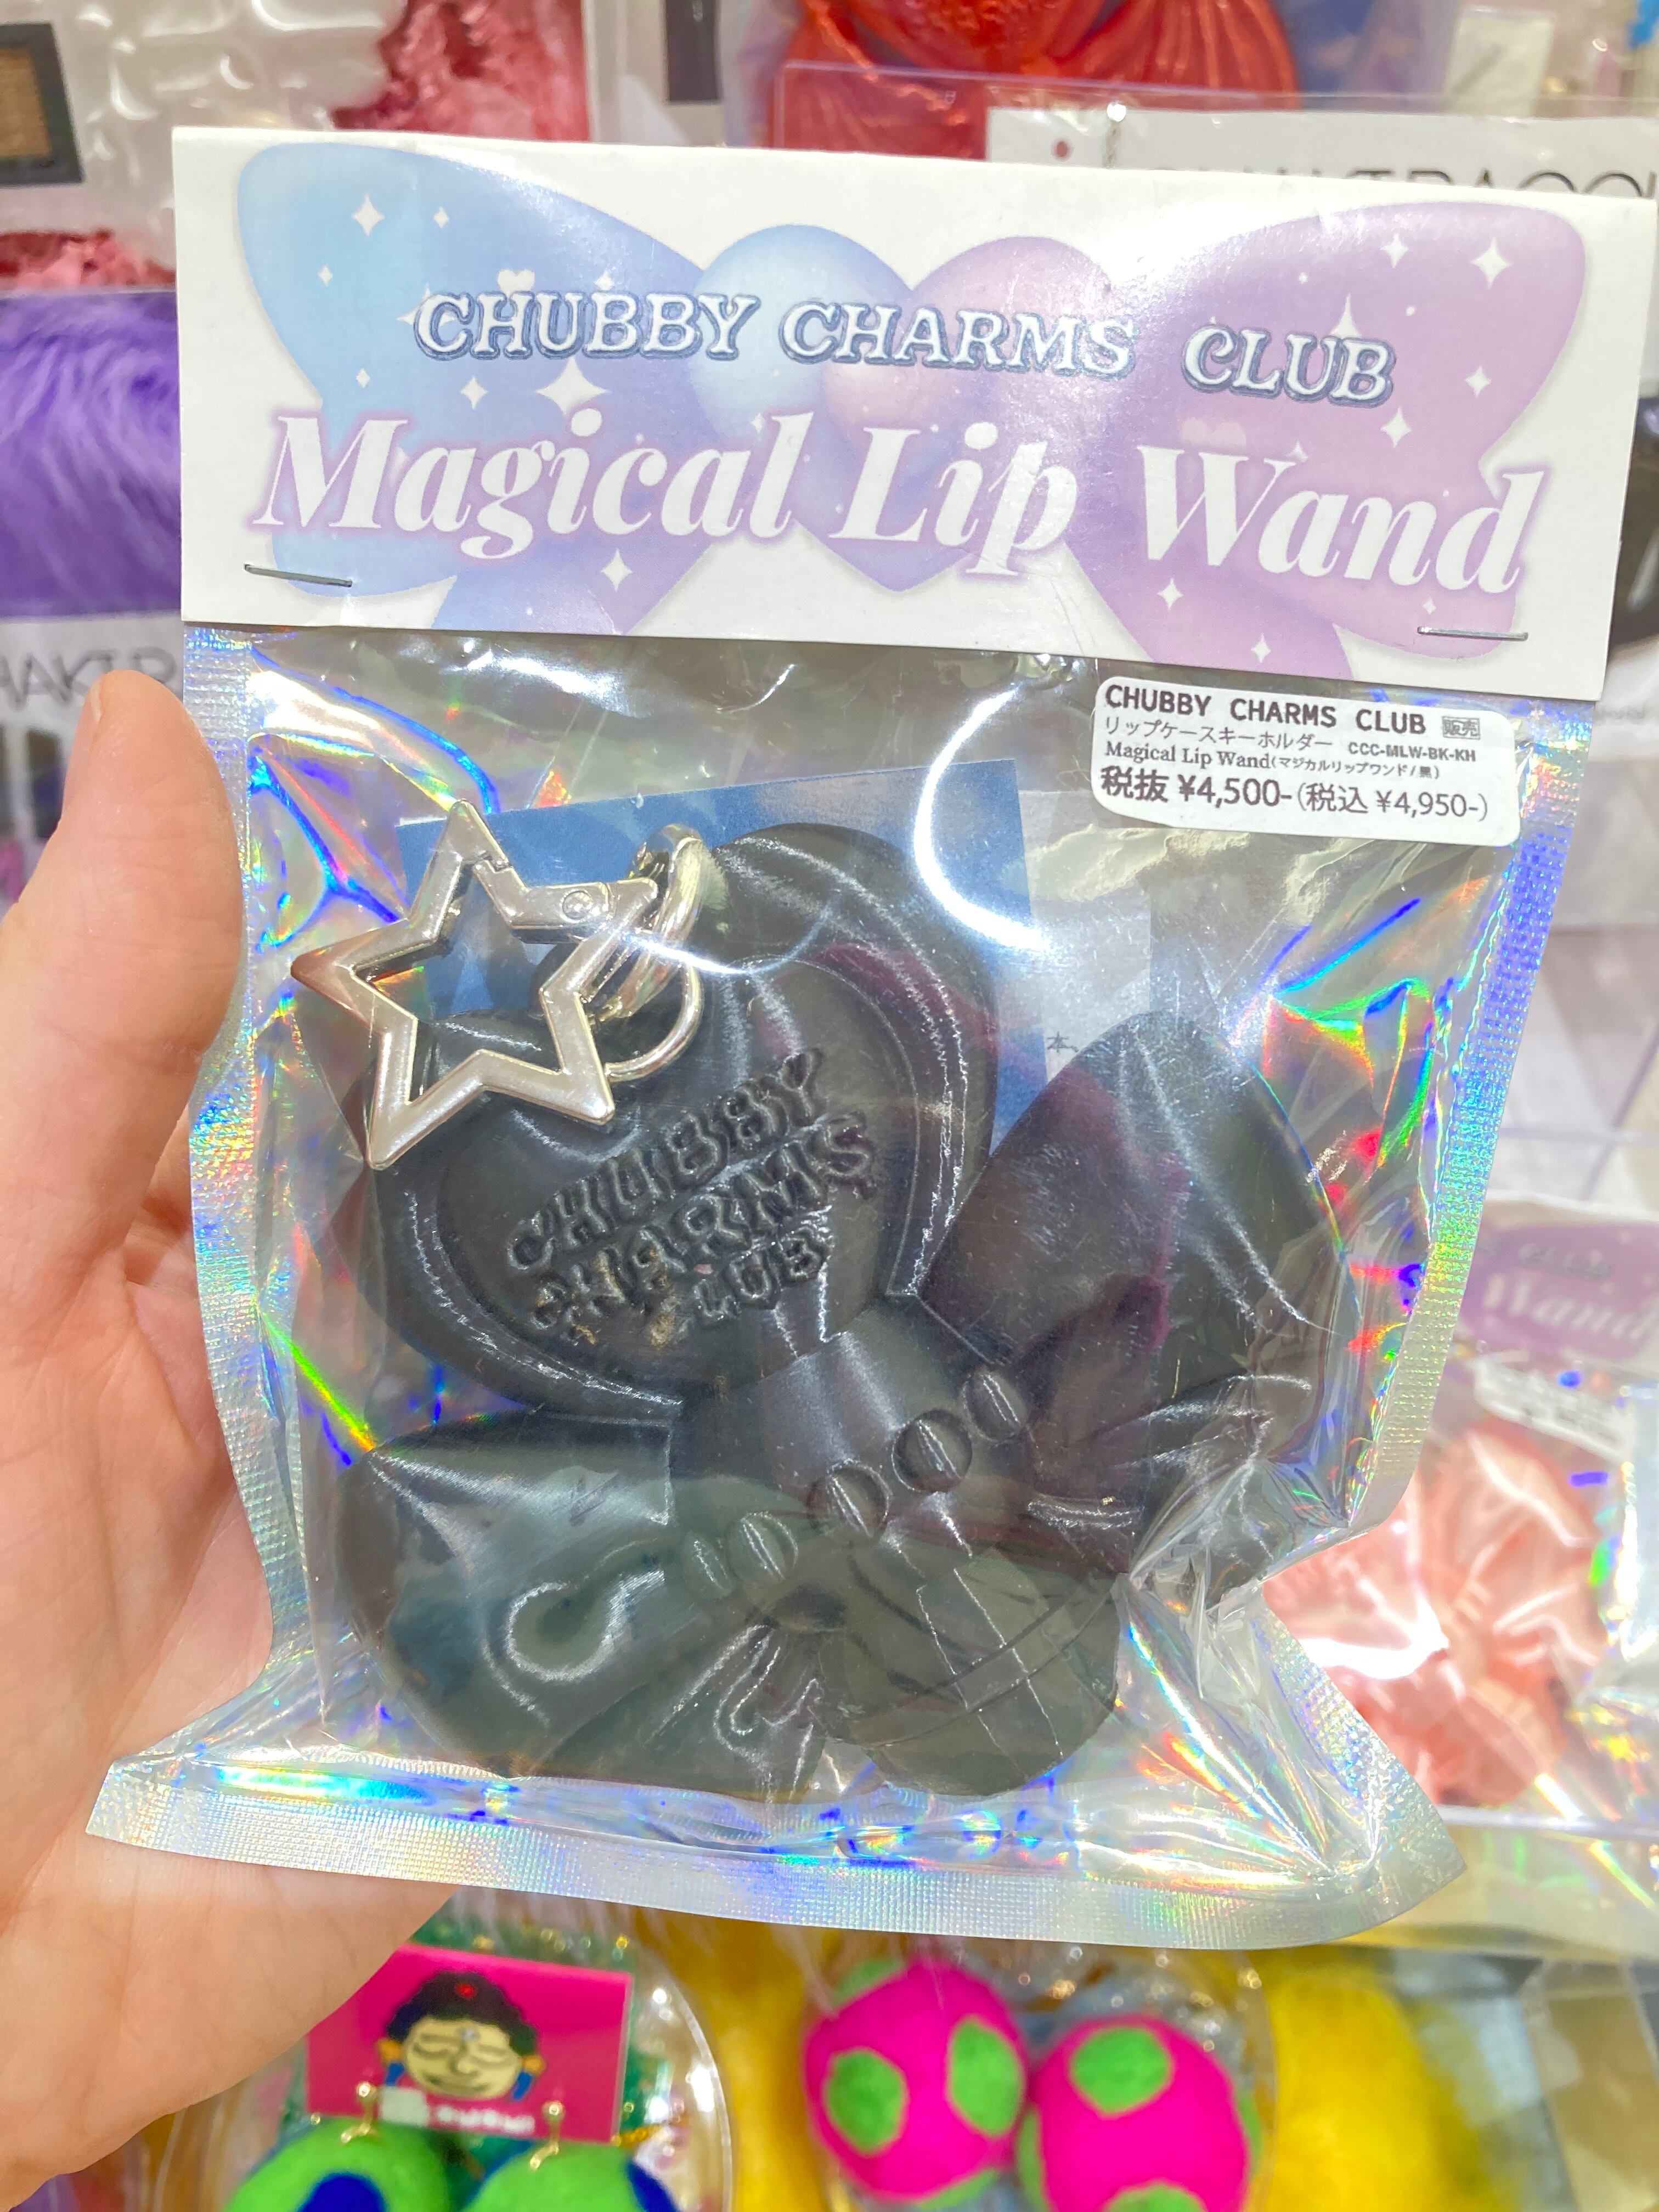 CHUBBY CHARMS CLUB
Magical Lip Wand
CHUBBY CHARMS CLUB 販売
リップケースキーホルダー CCC-MLW-BK-KH
Magical Lip Wand(マジカルリップワンド/黒)
税抜 ¥4,500-(税込 ¥4,950-)
本
CHUBBY
CHARMS
CLUB
Wand